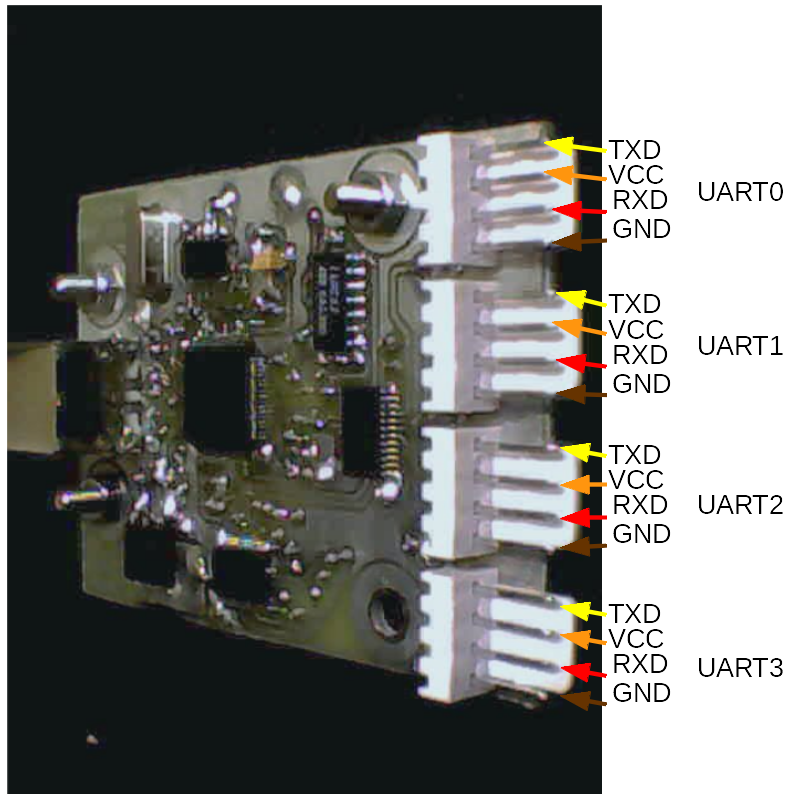 TXD
VCC
RXD
GND
UART0
TXD
VCC
RXD
GND
UART1
TXD
VCC
RXD
GND
UART2
TXD
VCC
RXD
GND
UART3